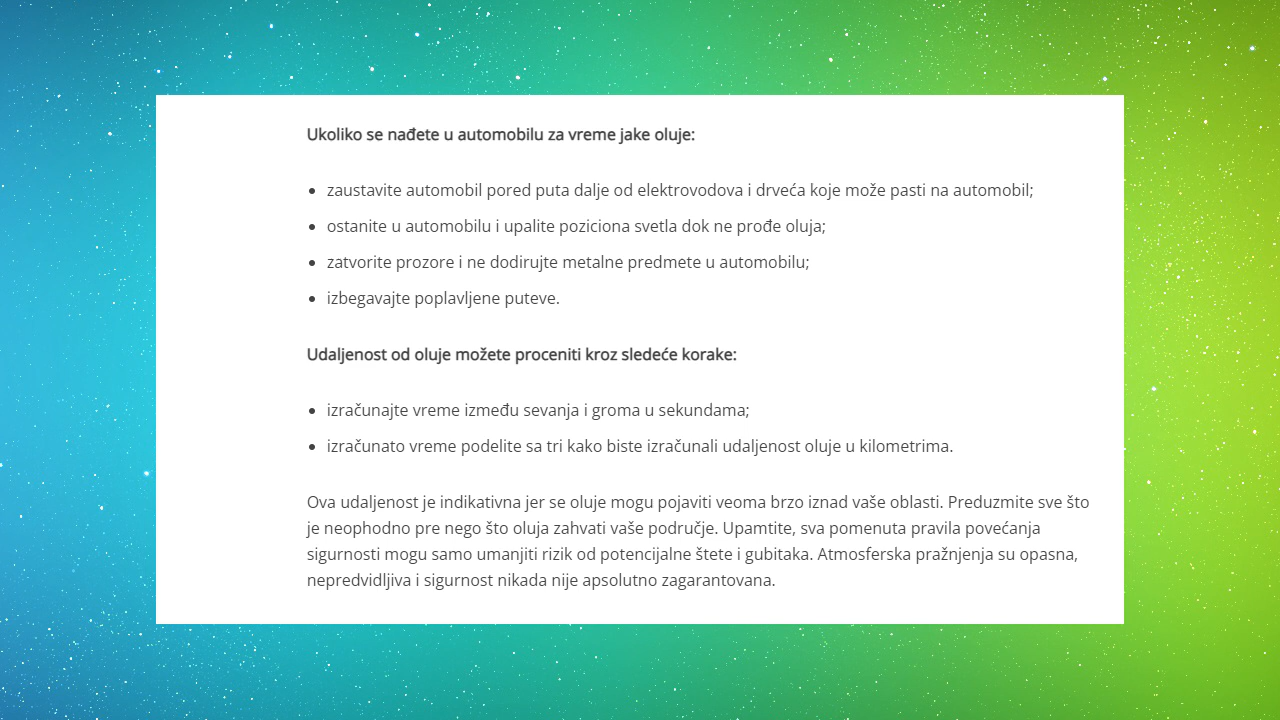 Ukoliko se nađete u automobilu za vreme jake oluje:
• zaustavite automobil pored puta dalje od elektrovodova i drveća koje može pasti na automobil;
• ostanite u automobilu i upalite poziciona svetla dok ne prođe oluja;
• zatvorite prozore i ne dodirujte metalne predmete u automobilu;
• izbegavajte poplavljene puteve.
Udaljenost od oluje možete proceniti kroz sledeće korake:
• izračunajte vreme između sevanja i groma u sekundama;
• izračunato vreme podelite sa tri kako biste izračunali udaljenost oluje u kilometrima.
Ova udaljenost je indikativna jer se oluje mogu pojaviti veoma brzo iznad vaše oblasti. Preduzmite sve što
je neophodno pre nego što oluja zahvati vaše područje. Upamtite, sva pomenuta pravila povećanja
sigurnosti mogu samo umanjiti rizik od potencijalne štete i gubitaka. Atmosferska pražnjenja su opasna,
nepredvidljiva i sigurnost nikada nije apsolutno zagarantovana.